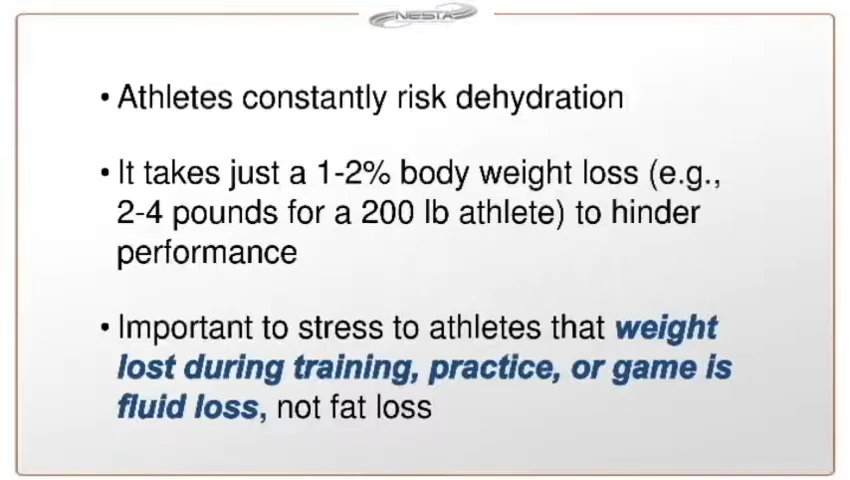 NESTA
• Athletes constantly risk dehydration
• It takes just a 1-2% body weight loss (e.g.,
2-4 pounds for a 200 lb athlete) to hinder
performance
• Important to stress to athletes that weight
lost during training, practice, or game is
fluid loss, not fat loss